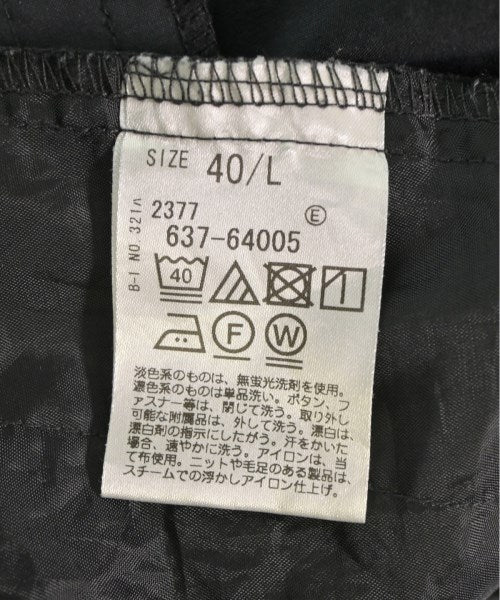 SIZE 40/L
B-I NO. 321ハ
2377 E
637-64005
40
F W
淡色系のものは、無蛍光洗剤を使用。
濃色系のものは単品洗い。ボタン、フ
ァスナー等は、閉じて洗う。取り外し
可能な附属品は、外して洗う。漂白は、
漂白剤の指示にしたがう。汗をかいた
場合、速やかに洗う。アイロンは、当
て布使用。ニットや毛足のある製品は、
スチームでの浮かしアイロン仕上げ。